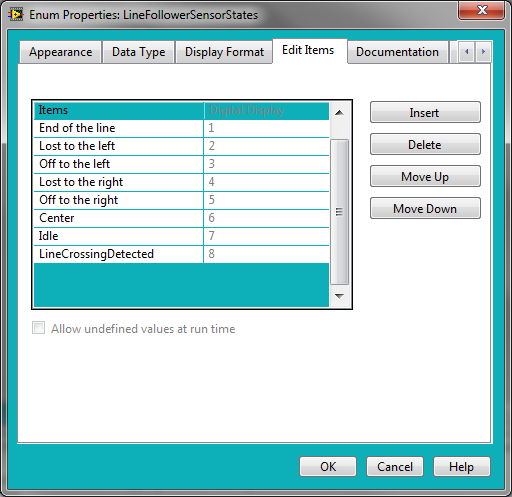 Enum Properties: LineFollowerSensorStates
Appearance Data Type Display Format Edit Items Documentation
Items Digital Display
End of the line 1
Lost to the left 2
Off to the left 3
Lost to the right 4
Off to the right 5
Center 6
Idle 7
LineCrossingDetected 8
Insert
Delete
Move Up
Move Down
Allow undefined values at run time
OK Cancel Help